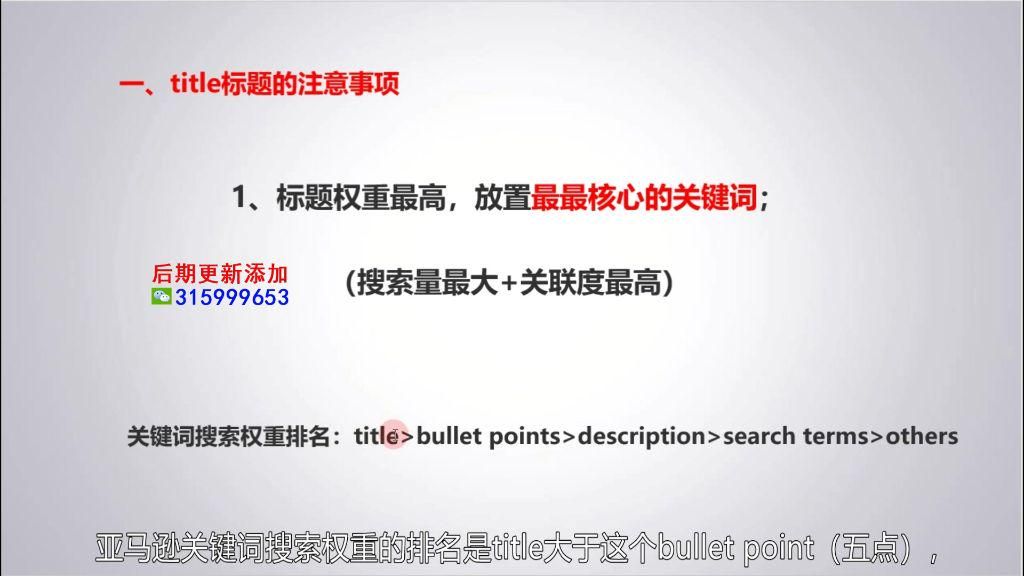 一、title标题的注意事项
1、标题权重最高，放置最最核心的关键词；
后期更新添加
315999653
（搜索量最大+关联度最高）
关键词搜索权重排名：title>bullet points>description>search terms>others
亚马逊关键词搜索权重的排名是title大于这个bullet point（五点），